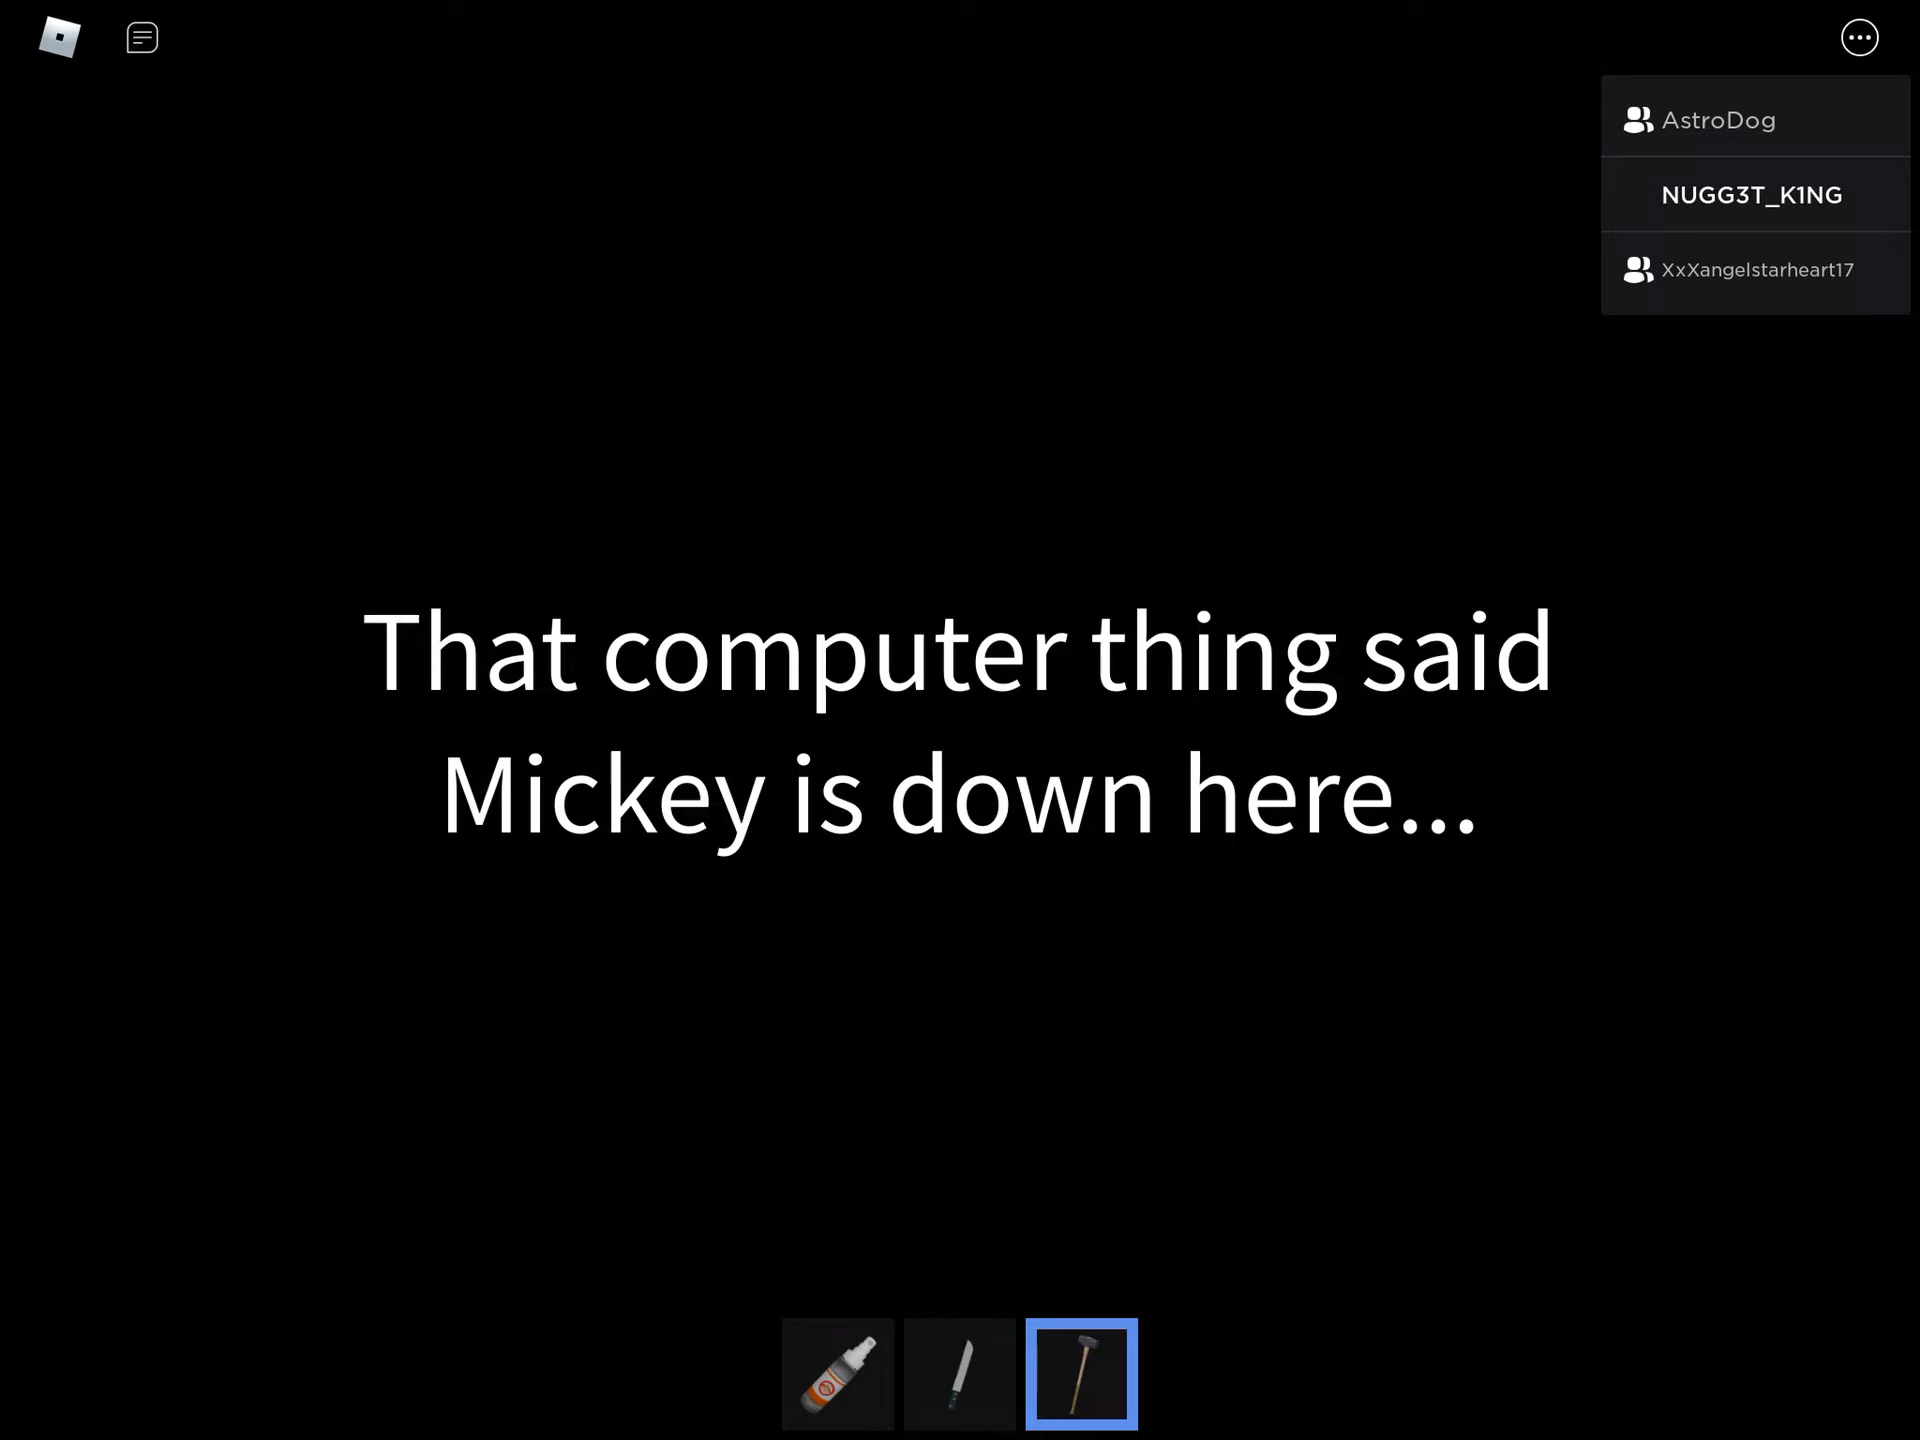 AstroDog
NUGG3T_K1NG
XxXangelstarheart17
That computer thing said
Mickey is down here...